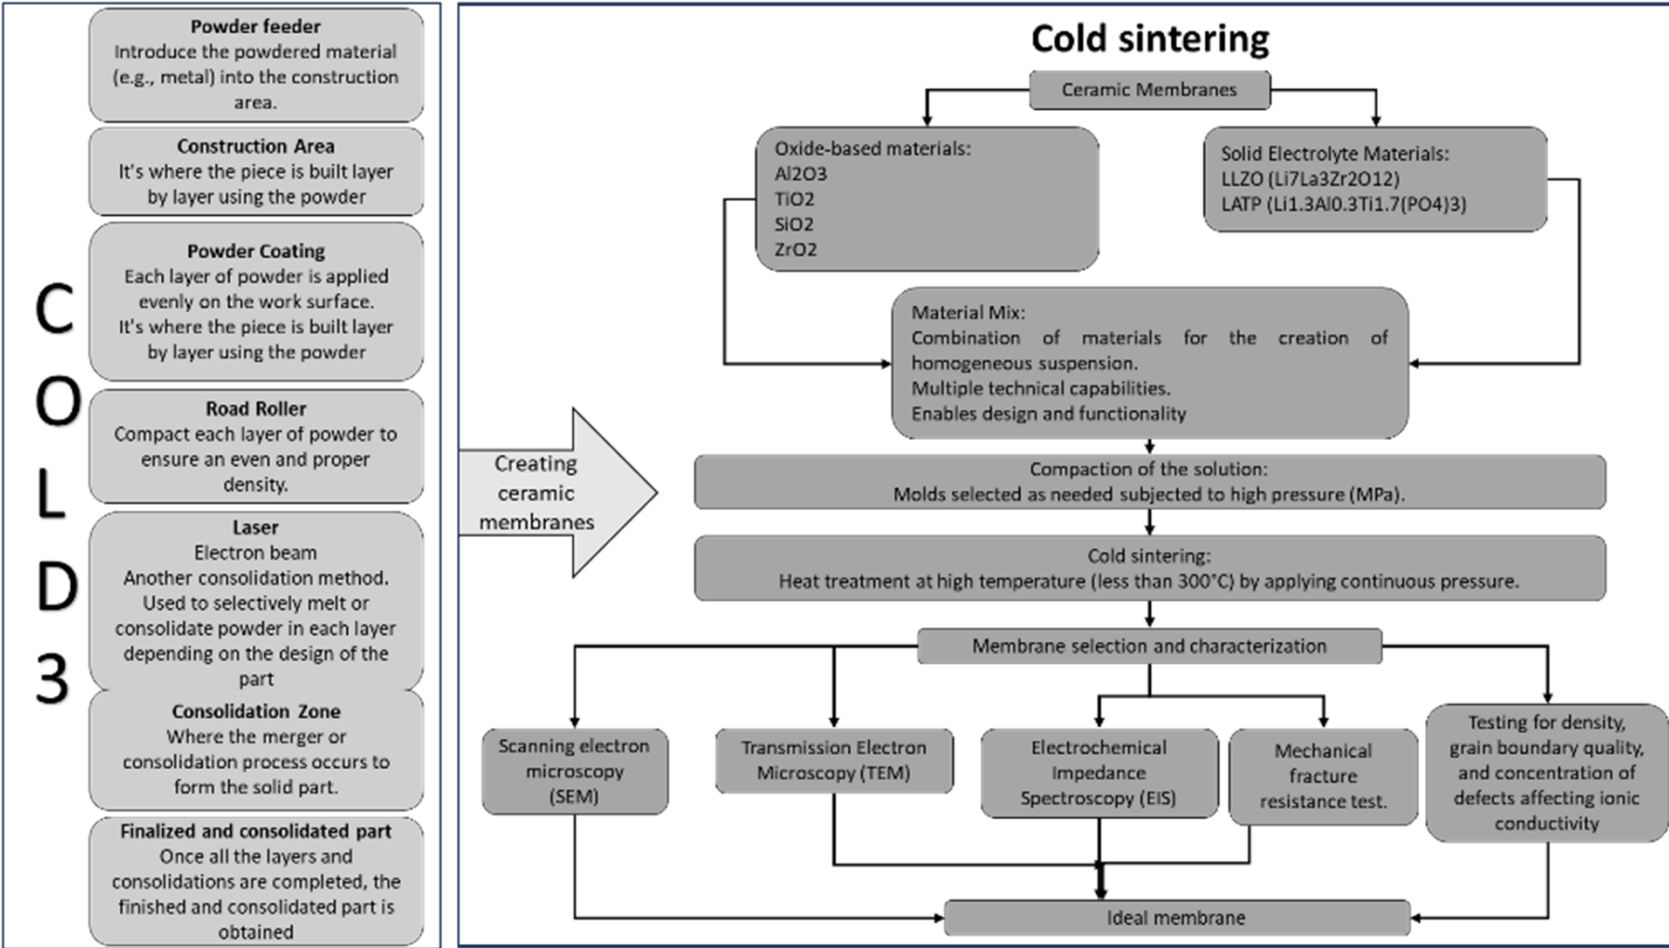 C
O
L
D
3
Powder feeder
Introduce the powdered material
(e.g., metal) into the construction
area.
Construction Area
It's where the piece is built layer
by layer using the powder
Powder Coating
Each layer of powder is applied
evenly on the work surface.
It's where the piece is built layer
by layer using the powder
Road Roller
Compact each layer of powder to
ensure an even and proper
density.
Laser
Electron beam
Another consolidation method.
Used to selectively melt or
consolidate powder in each layer
depending on the design of the
part
Consolidation Zone
Where the merger or
consolidation process occurs to
form the solid part.
Finalized and consolidated part
Once all the layers and
consolidations are completed, the
finished and consolidated part is
obtained
Creating
ceramic
membranes
Cold sintering
Ceramic Membranes
Oxide-based materials:
Al2O3
TiO2
SiO2
ZrO2
Solid Electrolyte Materials:
LLZO (Li7La3Zr2O12)
LATP (Li1.3Al0.3Ti1.7(PO4)3)
Material Mix:
Combination of materials for the creation of
homogeneous suspension.
Multiple technical capabilities.
Enables design and functionality
Compaction of the solution:
Molds selected as needed subjected to high pressure (MPa).
Cold sintering:
Heat treatment at high temperature (less than 300°C) by applying continuous pressure.
Membrane selection and characterization
Scanning electron
microscopy
(SEM)
Transmission Electron
Microscopy (TEM)
Electrochemical
Impedance
Spectroscopy (EIS)
Mechanical
fracture
resistance test.
Testing for density,
grain boundary quality,
and concentration of
defects affecting ionic
conductivity
Ideal membrane